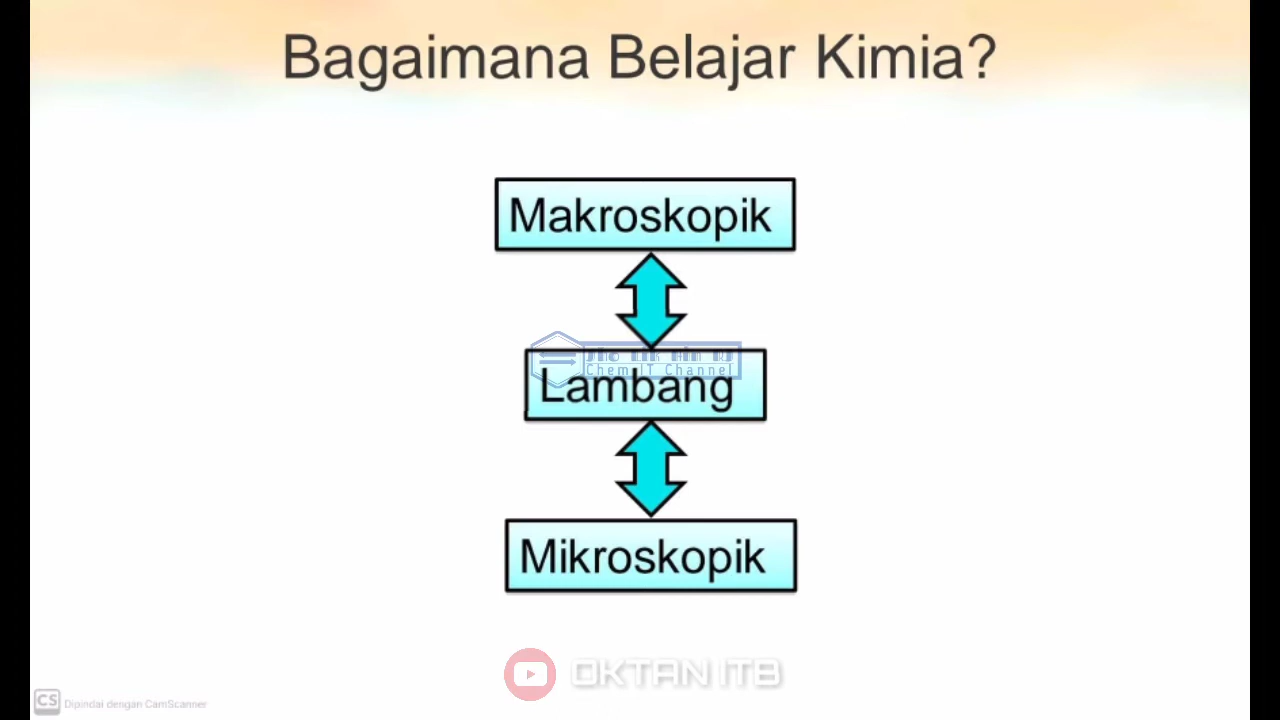 Bagaimana Belajar Kimia?
Makroskopik
Chem IT Channel
Lambang
Mikroskopik
OKTAN ITB
CS Dipindai dengan CamScanner